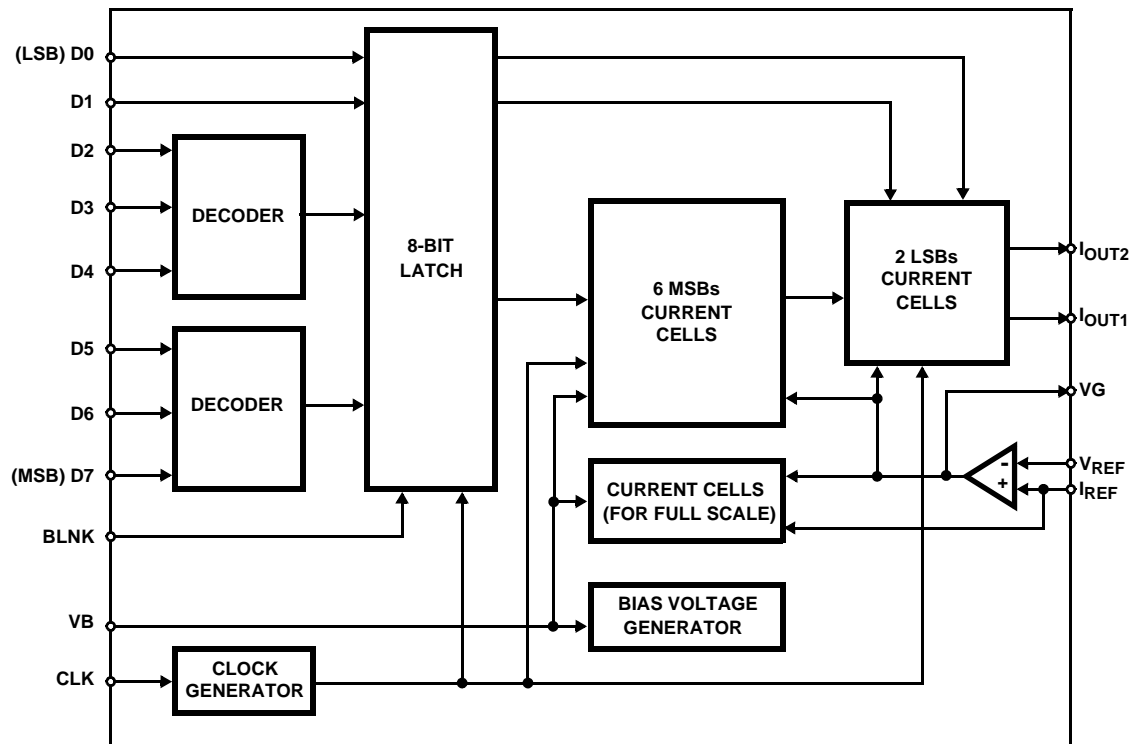 (LSB) D0
D1
D2
D3
D4
D5
D6
(MSB) D7
BLNK
VB
CLK
DECODER
DECODER
CLOCK
GENERATOR
8-BIT
LATCH
6 MSBs
CURRENT
CELLS
CURRENT CELLS
(FOR FULL SCALE)
BIAS VOLTAGE
GENERATOR
2 LSBs
CURRENT
CELLS
-
+
IOUT2
IOUT1
VG
VREF
IREF